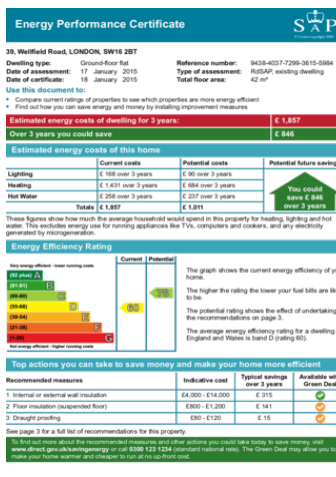 Energy Performance Certificate
SAP
39, Wellfield Road, LONDON, SW16 2BT
Dwelling type: Ground-floor flat Reference number: 9438-4037-7299-3615-5984
Date of assessment: 17 January 2015 Type of assessment: RdSAP, existing dwelling
Date of certificate: 18 January 2015 Total floor area: 42 m²
Use this document to:
• Compare current ratings of properties to see which properties are more energy efficient
• Find out how you can save energy and money by installing improvement measures
Estimated energy costs of dwelling for 3 years: £ 1,857
Over 3 years you could save £ 846
Estimated energy costs of this home
Current costs Potential costs Potential future saving
Lighting £ 168 over 3 years £ 90 over 3 years
Heating £ 1,431 over 3 years £ 684 over 3 years
Hot Water £ 258 over 3 years £ 237 over 3 years
Totals £ 1,857 £ 1,011
You could
save £ 846
over 3 years
These figures show how much the average household would spend in this property for heating, lighting and hot
water. This excludes energy use for running appliances like TVs, computers and cookers, and any electricity
generated by microgeneration.
Energy Efficiency Rating
Current Potential
Very energy efficient - lower running costs
(92 plus) A
(81-91) B
(69-80) C
(55-68) D
(39-54) E
(21-38) F
(1-20) G
Not energy efficient - higher running costs
60
78
The graph shows the current energy efficiency of yo
home.
The higher the rating the lower your fuel bills are lik
to be.
The potential rating shows the effect of undertaking
the recommendations on page 3.
The average energy efficiency rating for a dwelling
England and Wales is band D (rating 60).
Top actions you can take to save money and make your home more efficient
Recommended measures Indicative cost Typical savings over 3 years Available wi Green Deal
1 Internal or external wall insulation £4,000 - £14,000 £ 315
2 Floor insulation (suspended floor) £800 - £1,200 £ 141
3 Draught proofing £80 - £120 £ 15
See page 3 for a full list of recommendations for this property.
To find out more about the recommended measures and other actions you could take today to save money, visit
www.direct.gov.uk/savingenergy or call 0300 123 1234 (standard national rate). The Green Deal may allow you to
make your home warmer and cheaper to run at no up-front cost.